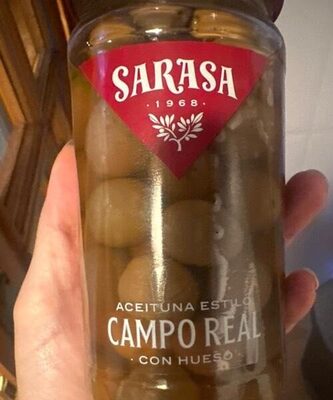 SARASA
· 1968 ·
ACEITUNA ESTILO
CAMPO REAL
· CON HUESO ·